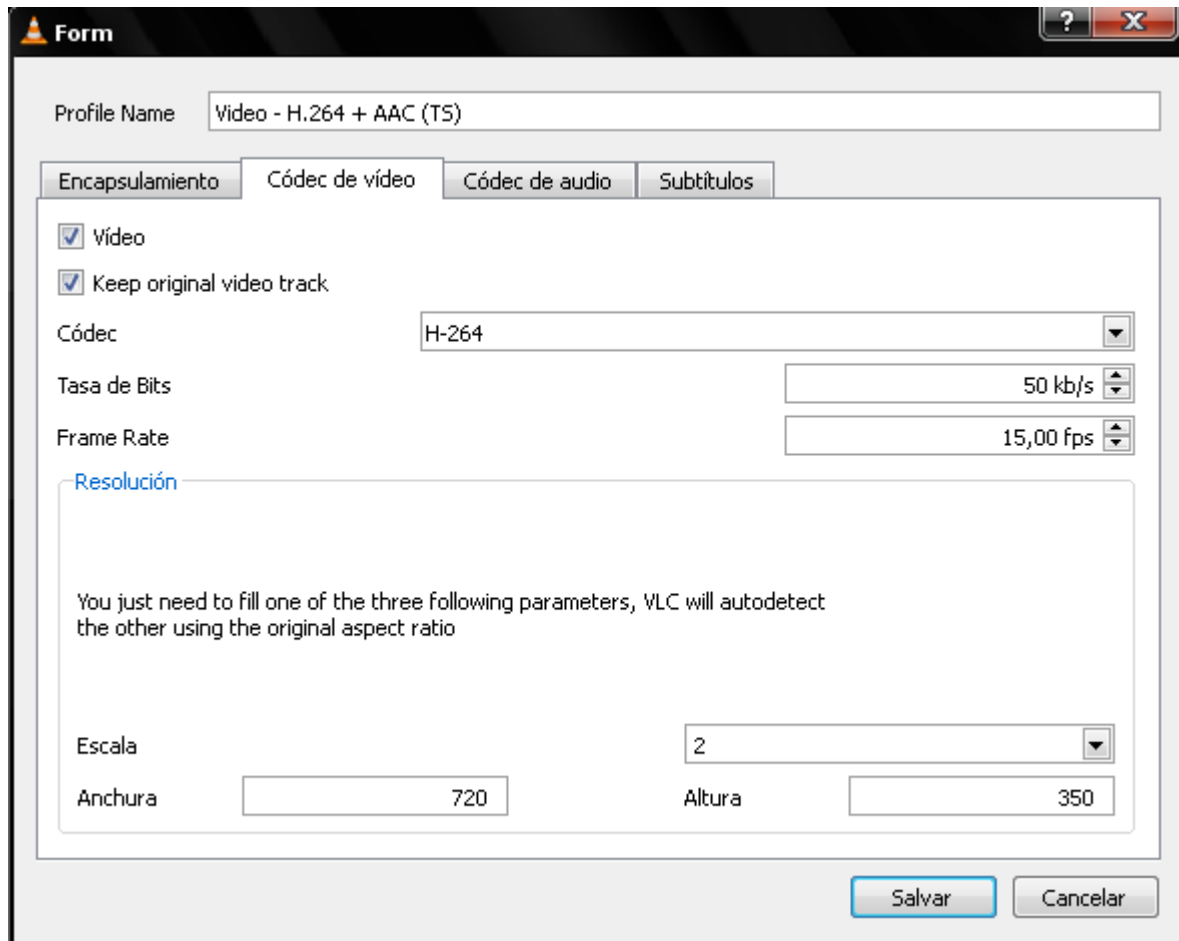 Form
Profile Name Video - H.264 + AAC (TS)
Encapsulamiento Códec de vídeo Códec de audio Subtítulos
Vídeo
Keep original video track
Códec H-264
Tasa de Bits 50 kb/s
Frame Rate 15,00 fps
Resolución
You just need to fill one of the three following parameters, VLC will autodetect
the other using the original aspect ratio
Escala 2
Anchura 720 Altura 350
Salvar Cancelar